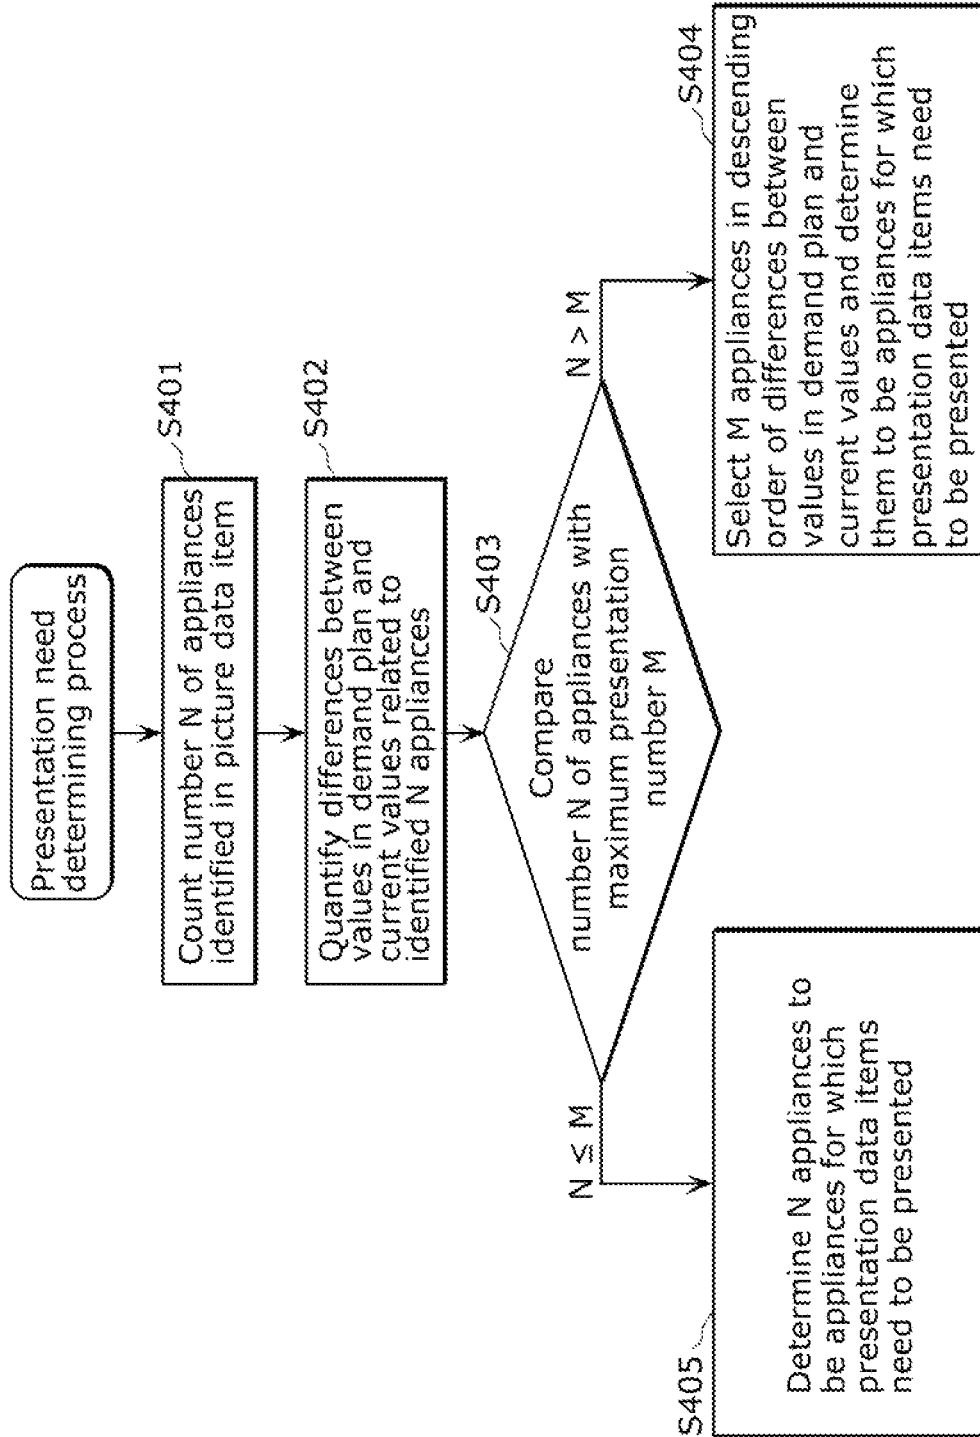 Presentation need
determining process
S401
Count number N of appliances
identified in picture data item
S402
Quantify differences between
values in demand plan and
current values related to
identified N appliances
S403
Compare
number N of appliances with
maximum presentation
number M
N ≤ M
N > M
S405
Determine N appliances to
be appliances for which
presentation data items
need to be presented
S404
Select M appliances in descending
order of differences between
values in demand plan and
current values and determine
them to be appliances for which
presentation data items need
to be presented